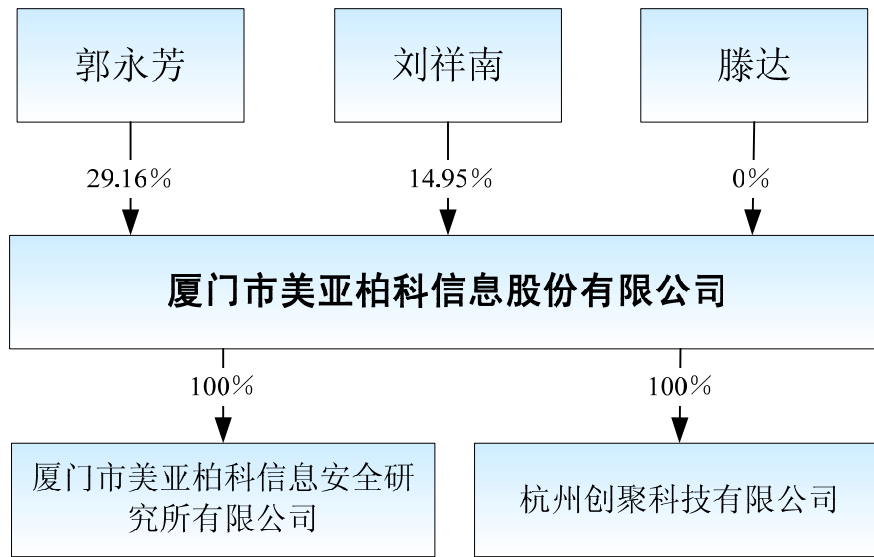 郭永芳
刘祥南
滕达
29.16%
14.95%
0%
厦门市美亚柏科信息股份有限公司
100%
100%
厦门市美亚柏科信息安全研
究所有限公司
杭州创聚科技有限公司